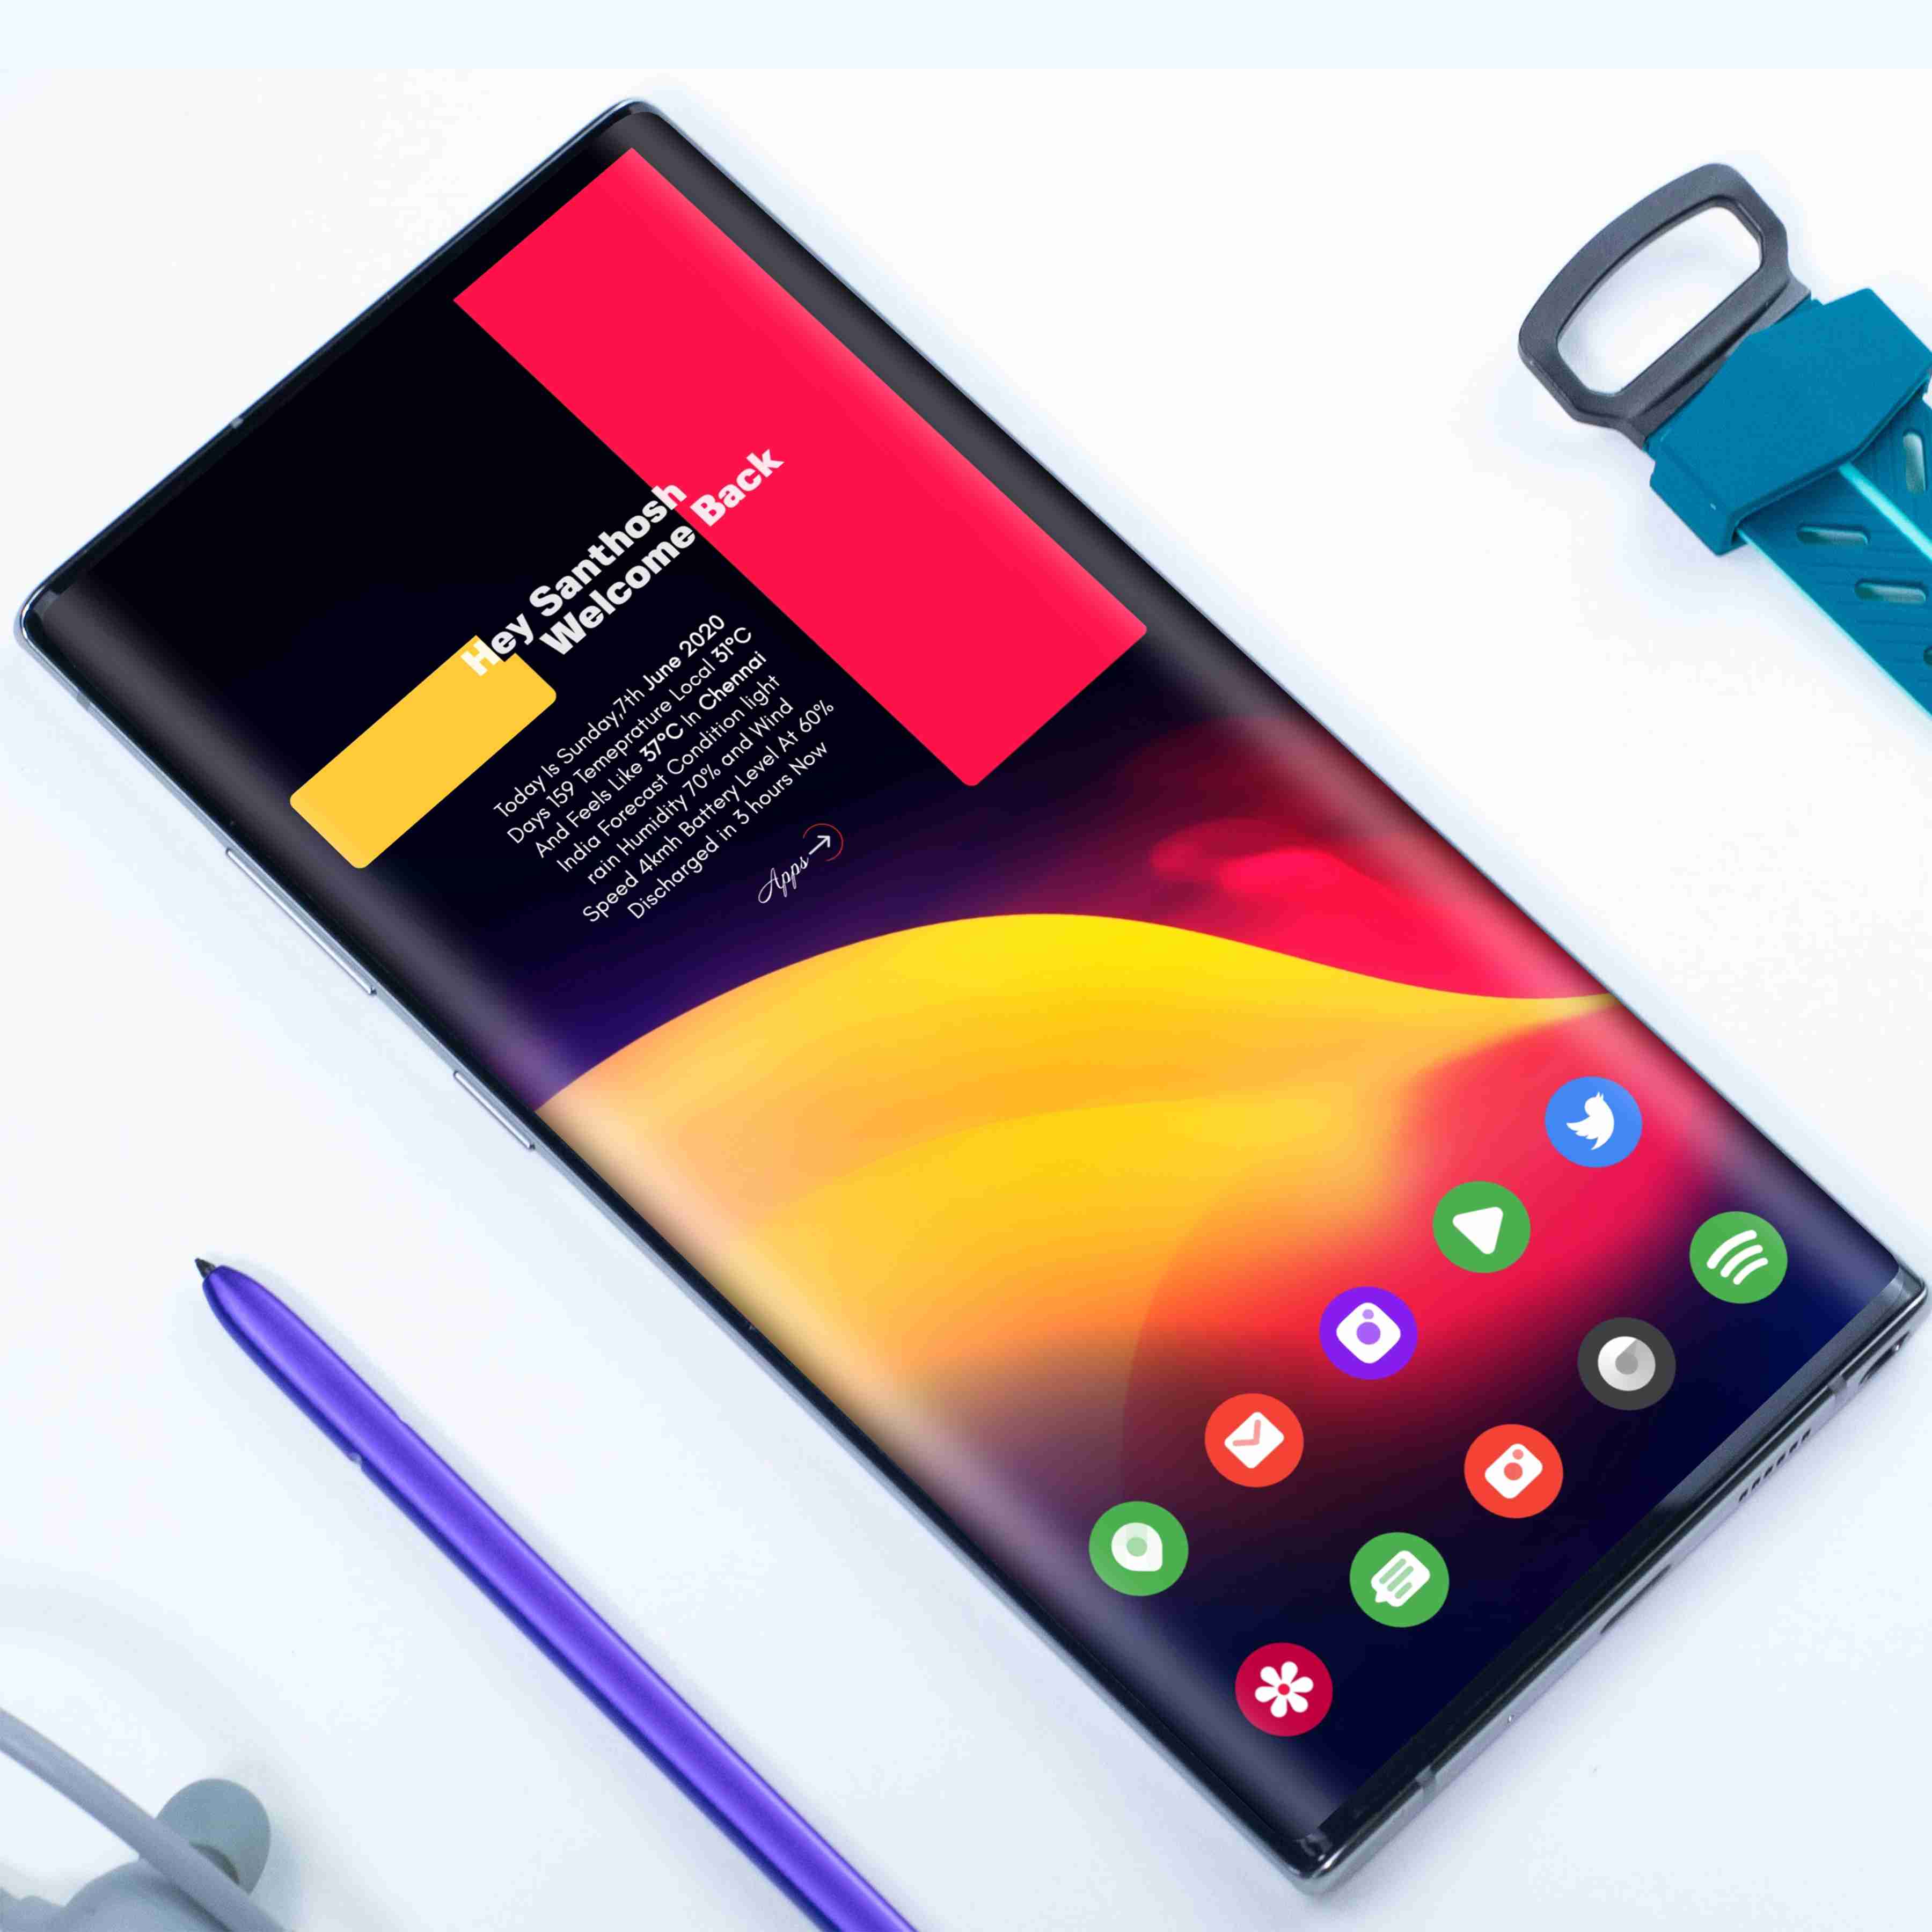 Hey Santhosh
Welcome Back
Today Is Sunday,7th June 2020
Days 159 Temeprature Local 31°C
And Feels Like 37°C In Chennai
India Forecast Condition light
rain Humidity 70% and Wind
Speed 4kmh Battery Level At 60%
Discharged in 3 hours Now
Apps